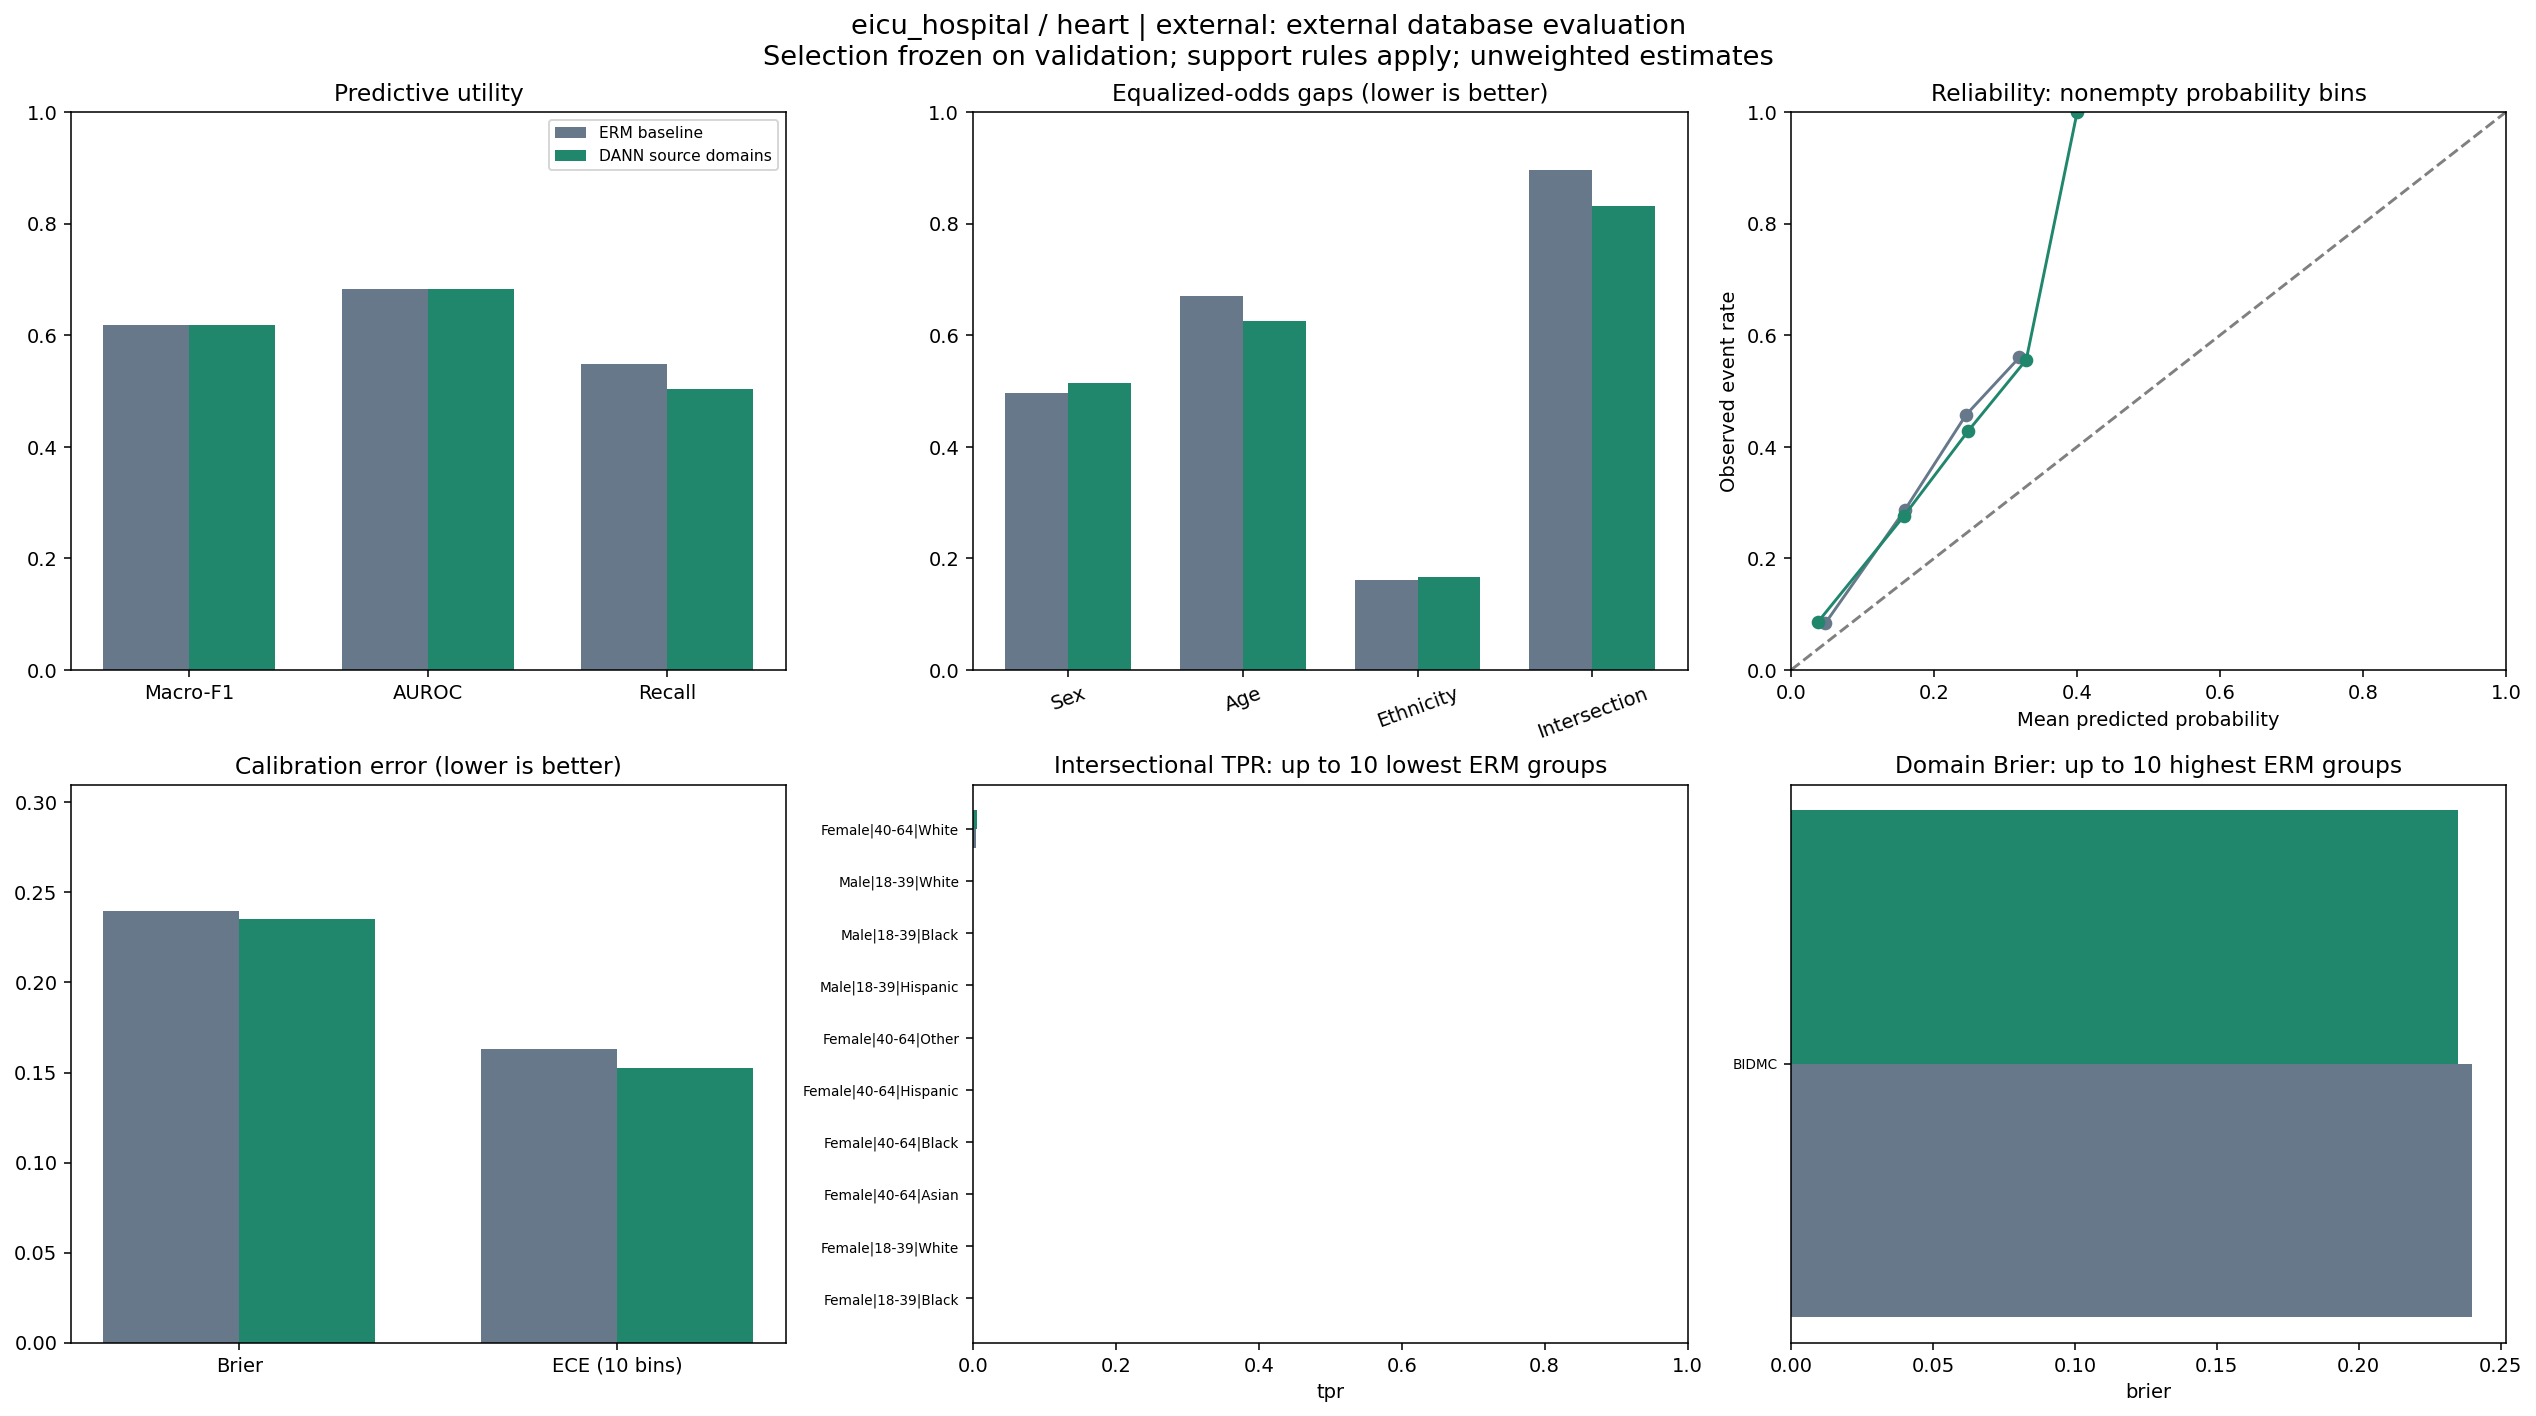 eicu_hospital / heart | external: external database evaluation
Selection frozen on validation; support rules apply; unweighted estimates
Predictive utility
1.0
0.8
0.6
0.4
0.2
0.0
ERM baseline
DANN source domains
Macro-F1 AUROC Recall
Equalized-odds gaps (lower is better)
1.0
0.8
0.6
0.4
0.2
0.0
Sex Age Ethnicity Intersection
Reliability: nonempty probability bins
Observed event rate
1.0
0.8
0.6
0.4
0.2
0.0
0.0 0.2 0.4 0.6 0.8 1.0
Mean predicted probability
Calibration error (lower is better)
0.30
0.25
0.20
0.15
0.10
0.05
0.00
Brier ECE (10 bins)
Intersectional TPR: up to 10 lowest ERM groups
Female|40-64|White
Male|18-39|White
Male|18-39|Black
Male|18-39|Hispanic
Female|40-64|Other
Female|40-64|Hispanic
Female|40-64|Black
Female|40-64|Asian
Female|18-39|White
Female|18-39|Black
0.0 0.2 0.4 0.6 0.8 1.0
tpr
Domain Brier: up to 10 highest ERM groups
BIDMC
0.00 0.05 0.10 0.15 0.20 0.25
brier